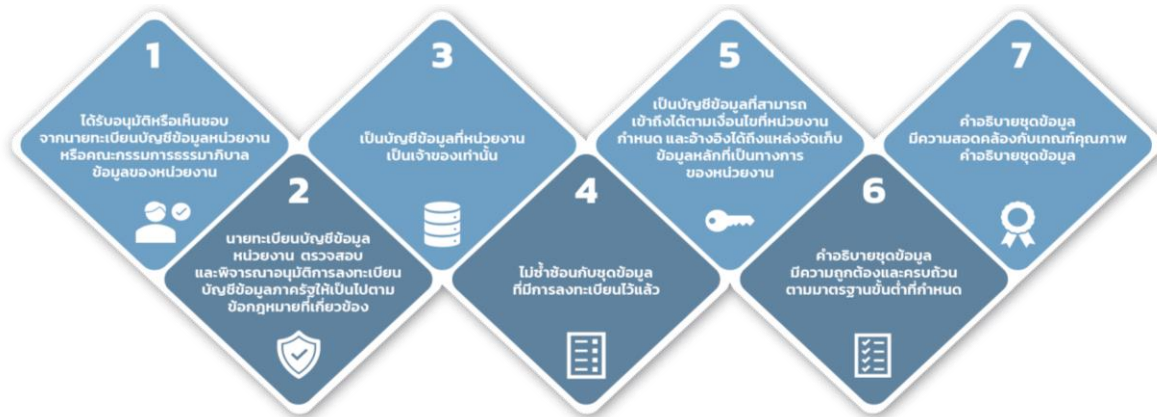 1
ได้รับอนุมัติหรือเห็นชอบ
จากนายทะเบียนบัญชีข้อมูลหน่วยงาน
หรือคณะกรรมการธรรมาภิบาล
ข้อมูลของหน่วยงาน
2
นายทะเบียนบัญชีข้อมูล
หน่วยงาน ตรวจสอบ
และพิจารณาอนุมัติการลงทะเบียน
บัญชีข้อมูลภาครัฐให้เป็นไปตาม
ข้อกฎหมายที่เกี่ยวข้อง
3
เป็นบัญชีข้อมูลที่หน่วยงาน
เป็นเจ้าของเท่านั้น
4
ไม่ซ้ำซ้อนกับชุดข้อมูล
ที่มีการลงทะเบียนไว้แล้ว
5
เป็นบัญชีข้อมูลที่สามารถ
เข้าถึงได้ตามเงื่อนไขที่หน่วยงาน
กำหนด และอ้างอิงได้ถึงแหล่งจัดเก็บ
ข้อมูลหลักที่เป็นทางการ
ของหน่วยงาน
6
คำอธิบายชุดข้อมูล
มีความถูกต้องและครบถ้วน
ตามมาตรฐานขั้นต่ำที่กำหนด
7
คำอธิบายชุดข้อมูล
มีความสอดคล้องกับเกณฑ์คุณภาพ
คำอธิบายชุดข้อมูล